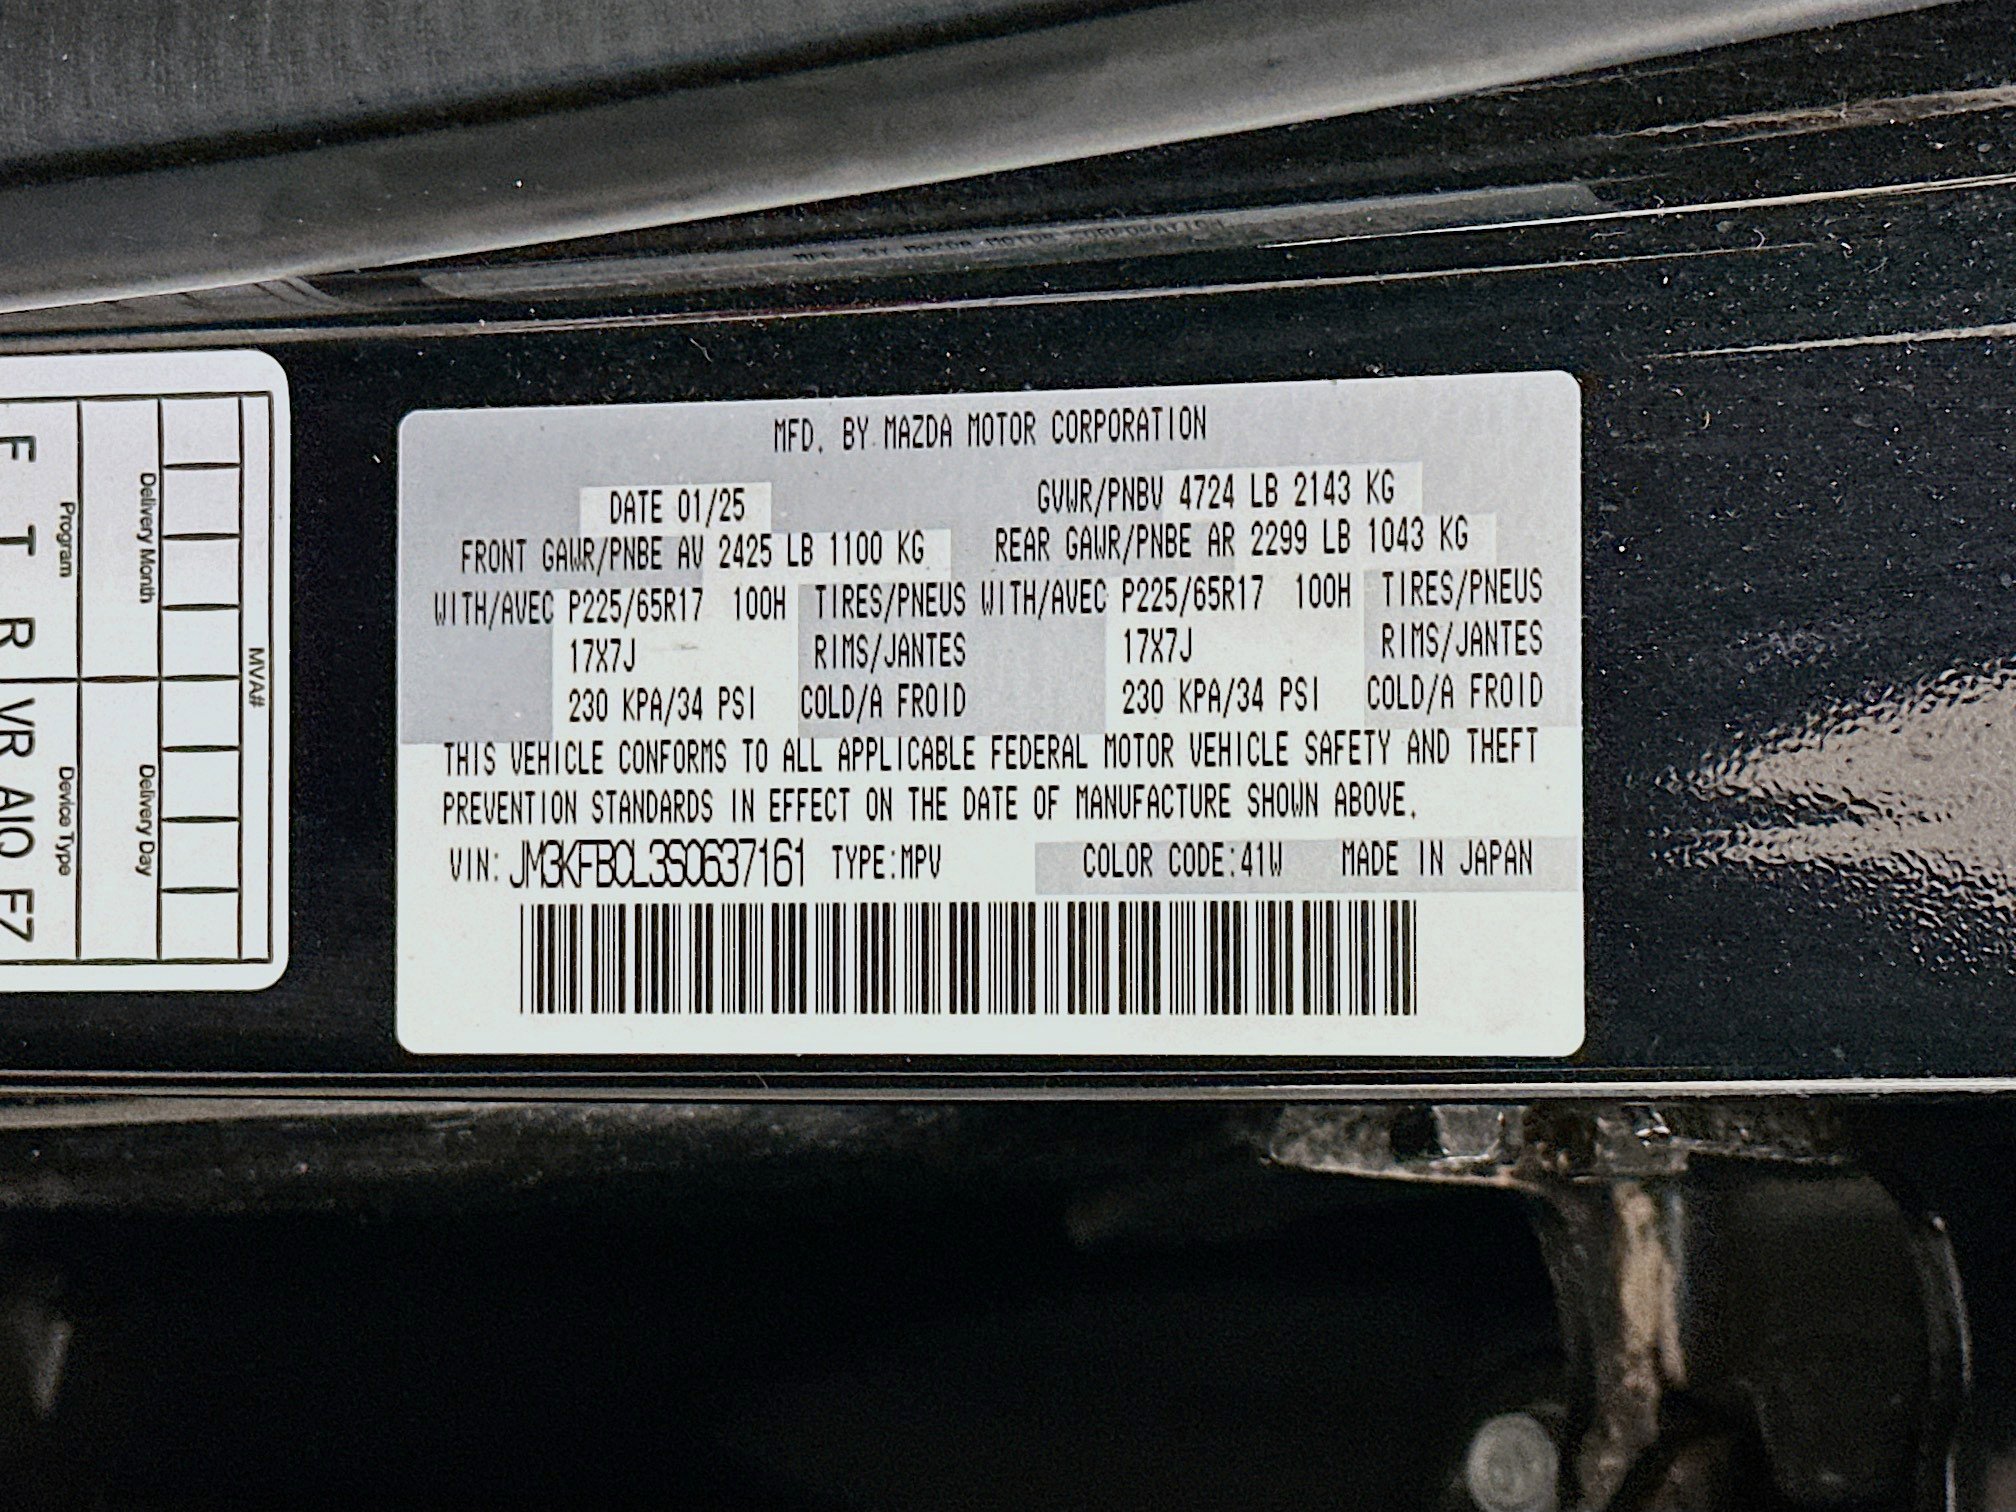 MFD. BY MAZDA MOTOR CORPORATION
MFD. BY MAZDA MOTOR CORPORATION
DATE 01/25 GVWR/PNBV 4724 LB 2143 KG
FRONT GAWR/PNBE AV 2425 LB 1100 KG REAR GAWR/PNBE AR 2299 LB 1043 KG
WITH/AVEC P225/65R17 100H TIRES/PNEUS WITH/AVEC P225/65R17 100H TIRES/PNEUS
17X7J RIMS/JANTES 17X7J RIMS/JANTES
230 KPA/34 PSI COLD/A FROID 230 KPA/34 PSI COLD/A FROID
THIS VEHICLE CONFORMS TO ALL APPLICABLE FEDERAL MOTOR VEHICLE SAFETY AND THEFT
PREVENTION STANDARDS IN EFFECT ON THE DATE OF MANUFACTURE SHOWN ABOVE.
VIN: JM3KFBCL3S0637161 TYPE:MPV COLOR CODE:41W MADE IN JAPAN
MVA#
Delivery Month Delivery Day
Program Device Type
F T R VR AIO F7